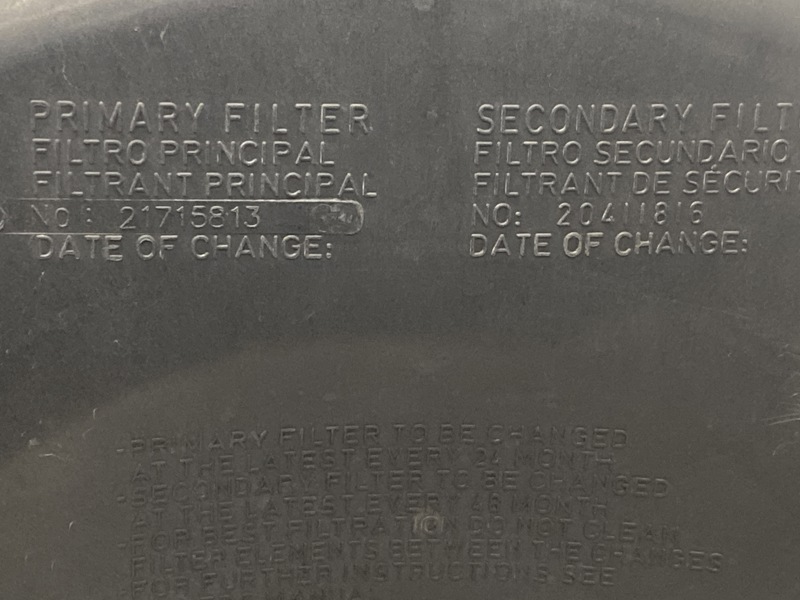 PRIMARY FILTER
FILTRO PRINCIPAL
FILTRANT PRINCIPAL
NO: 21715813
DATE OF CHANGE:
SECONDARY FILT
FILTRO SECUNDARIO
FILTRANT DE SÉCURIT
NO: 20411816
DATE OF CHANGE:
-PRIMARY FILTER TO BE CHANGED
AT THE LATEST EVERY 24 MONTH
-SECONDARY FILTER TO BE CHANGED
AT THE LATEST EVERY 48 MONTH
-FOR BEST FILTRATION DO NOT CLEAN
FILTER ELEMENTS BETWEEN THE CHANGES
-FOR FURTHER INSTRUCTIONS SEE
MANUAL